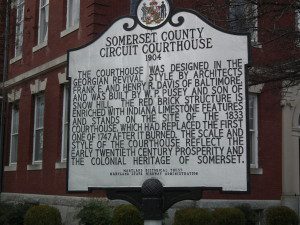 SOMERSET COUNTY
CIRCUIT COURTHOUSE
1904
THE COURTHOUSE WAS DESIGNED IN THE
GEORGIAN REVIVAL STYLE BY ARCHITECTS
FRANK E. AND HENRY R. DAVIS OF BALTIMORE
AND WAS BUILT BY W.P. PUSEY AND SON OF
SNOW HILL. THE RED BRICK STRUCTURE IS
ENRICHED WITH INDIANA LIMESTONE FEATURES
AND STANDS ON THE SITE OF THE 1833
COURTHOUSE, WHICH HAD REPLACED THE FIRST
ONE OF 1747 AFTER IT BURNED. THE SCALE AND
STYLE OF THE COURTHOUSE REFLECT THE
EARLY TWENTIETH CENTURY PROSPERITY AND
THE COLONIAL HERITAGE OF SOMERSET.
MARYLAND HISTORICAL TRUST
MARYLAND STATE HIGHWAY ADMINISTRATION